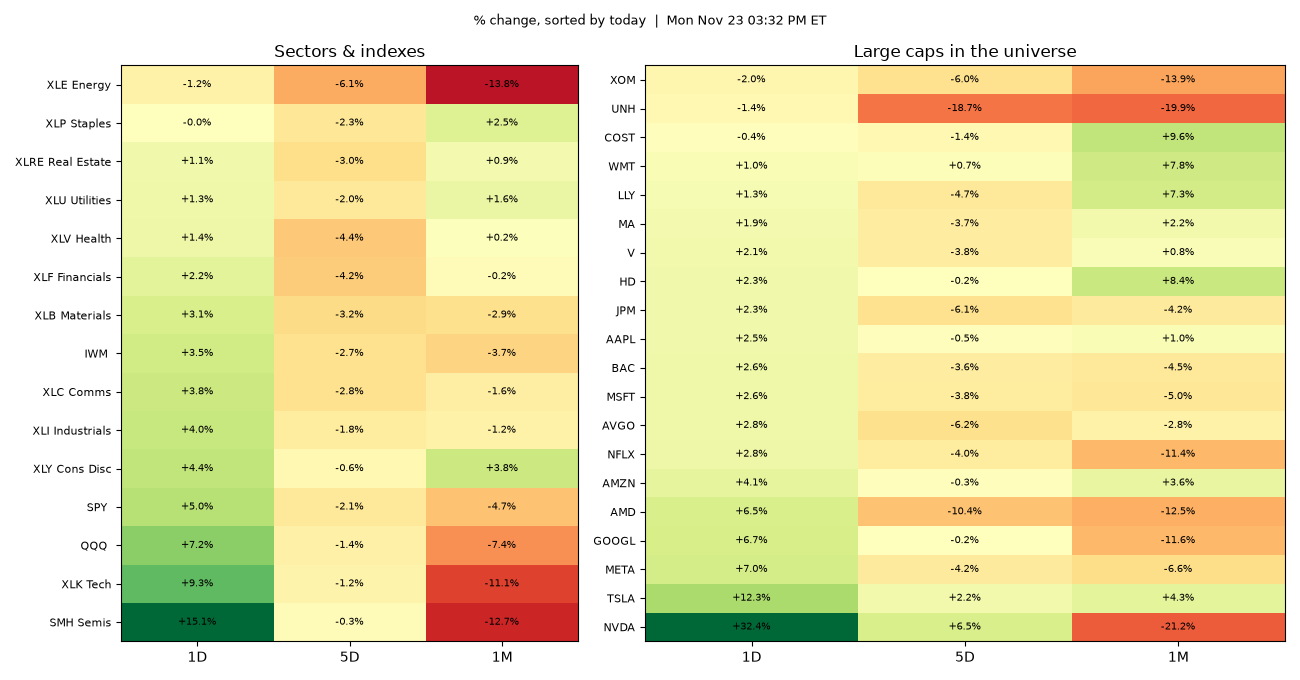 % change, sorted by today | Mon Nov 23 03:32 PM ET
Sectors & indexes
XLE Energy -1.2% -6.1% -13.8%
XLP Staples -0.0% -2.3% +2.5%
XLRE Real Estate +1.1% -3.0% +0.9%
XLU Utilities +1.3% -2.0% +1.6%
XLV Health +1.4% -4.4% +0.2%
XLF Financials +2.2% -4.2% -0.2%
XLB Materials +3.1% -3.2% -2.9%
IWM +3.5% -2.7% -3.7%
XLC Comms +3.8% -2.8% -1.6%
XLI Industrials +4.0% -1.8% -1.2%
XLY Cons Disc +4.4% -0.6% +3.8%
SPY +5.0% -2.1% -4.7%
QQQ +7.2% -1.4% -7.4%
XLK Tech +9.3% -1.2% -11.1%
SMH Semis +15.1% -0.3% -12.7%
1D 5D 1M
Large caps in the universe
XOM -2.0% -6.0% -13.9%
UNH -1.4% -18.7% -19.9%
COST -0.4% -1.4% +9.6%
WMT +1.0% +0.7% +7.8%
LLY +1.3% -4.7% +7.3%
MA +1.9% -3.7% +2.2%
V +2.1% -3.8% +0.8%
HD +2.3% -0.2% +8.4%
JPM +2.3% -6.1% -4.2%
AAPL +2.5% -0.5% +1.0%
BAC +2.6% -3.6% -4.5%
MSFT +2.6% -3.8% -5.0%
AVGO +2.8% -6.2% -2.8%
NFLX +2.8% -4.0% -11.4%
AMZN +4.1% -0.3% +3.6%
AMD +6.5% -10.4% -12.5%
GOOGL +6.7% -0.2% -11.6%
META +7.0% -4.2% -6.6%
TSLA +12.3% +2.2% +4.3%
NVDA +32.4% +6.5% -21.2%
1D 5D 1M